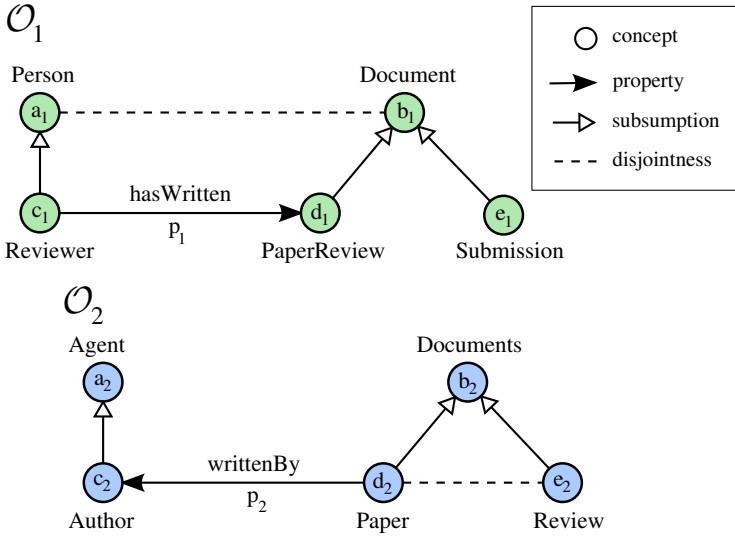 O₁
concept
property
subsumption
disjointness
Person
Document
a₁
b₁
hasWritten
c₁
d₁
e₁
p₁
Reviewer
PaperReview
Submission
O₂
Agent
Documents
a₂
b₂
writtenBy
c₂
d₂
e₂
p₂
Author
Paper
Review